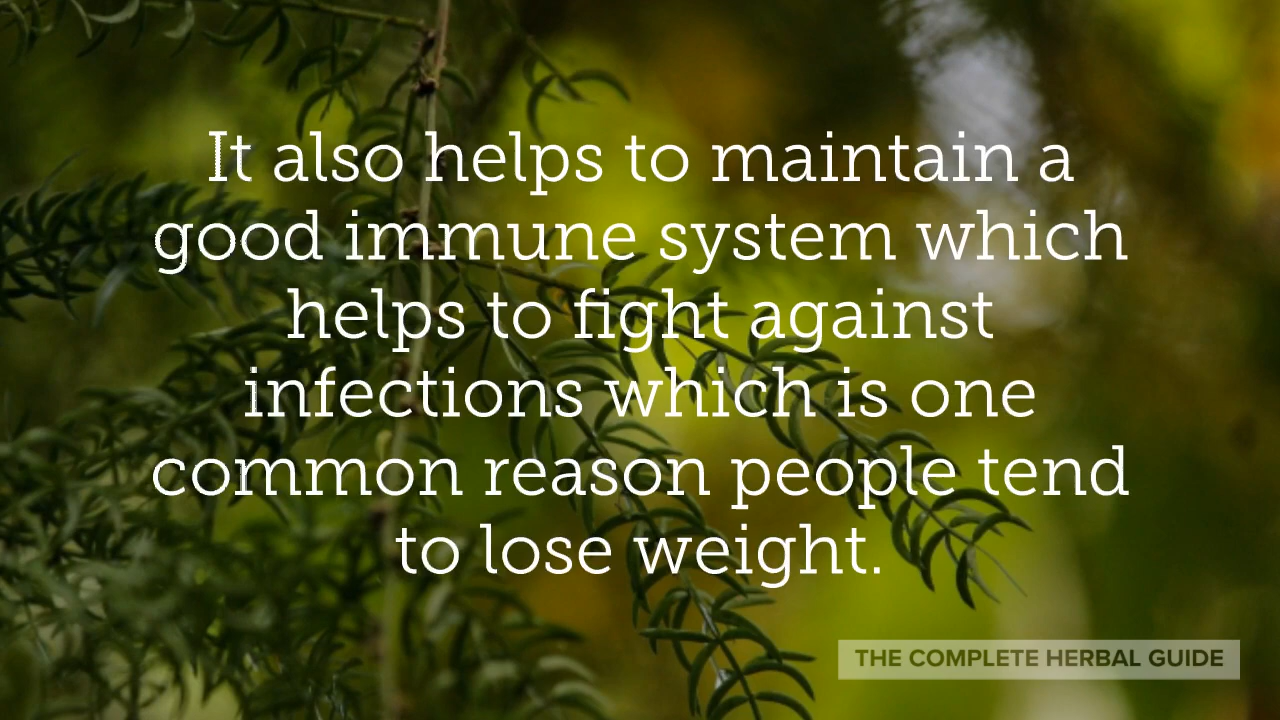 It also helps to maintain a
good immune system which
helps to fight against
infections which is one
common reason people tend
to lose weight.
THE COMPLETE HERBAL GUIDE